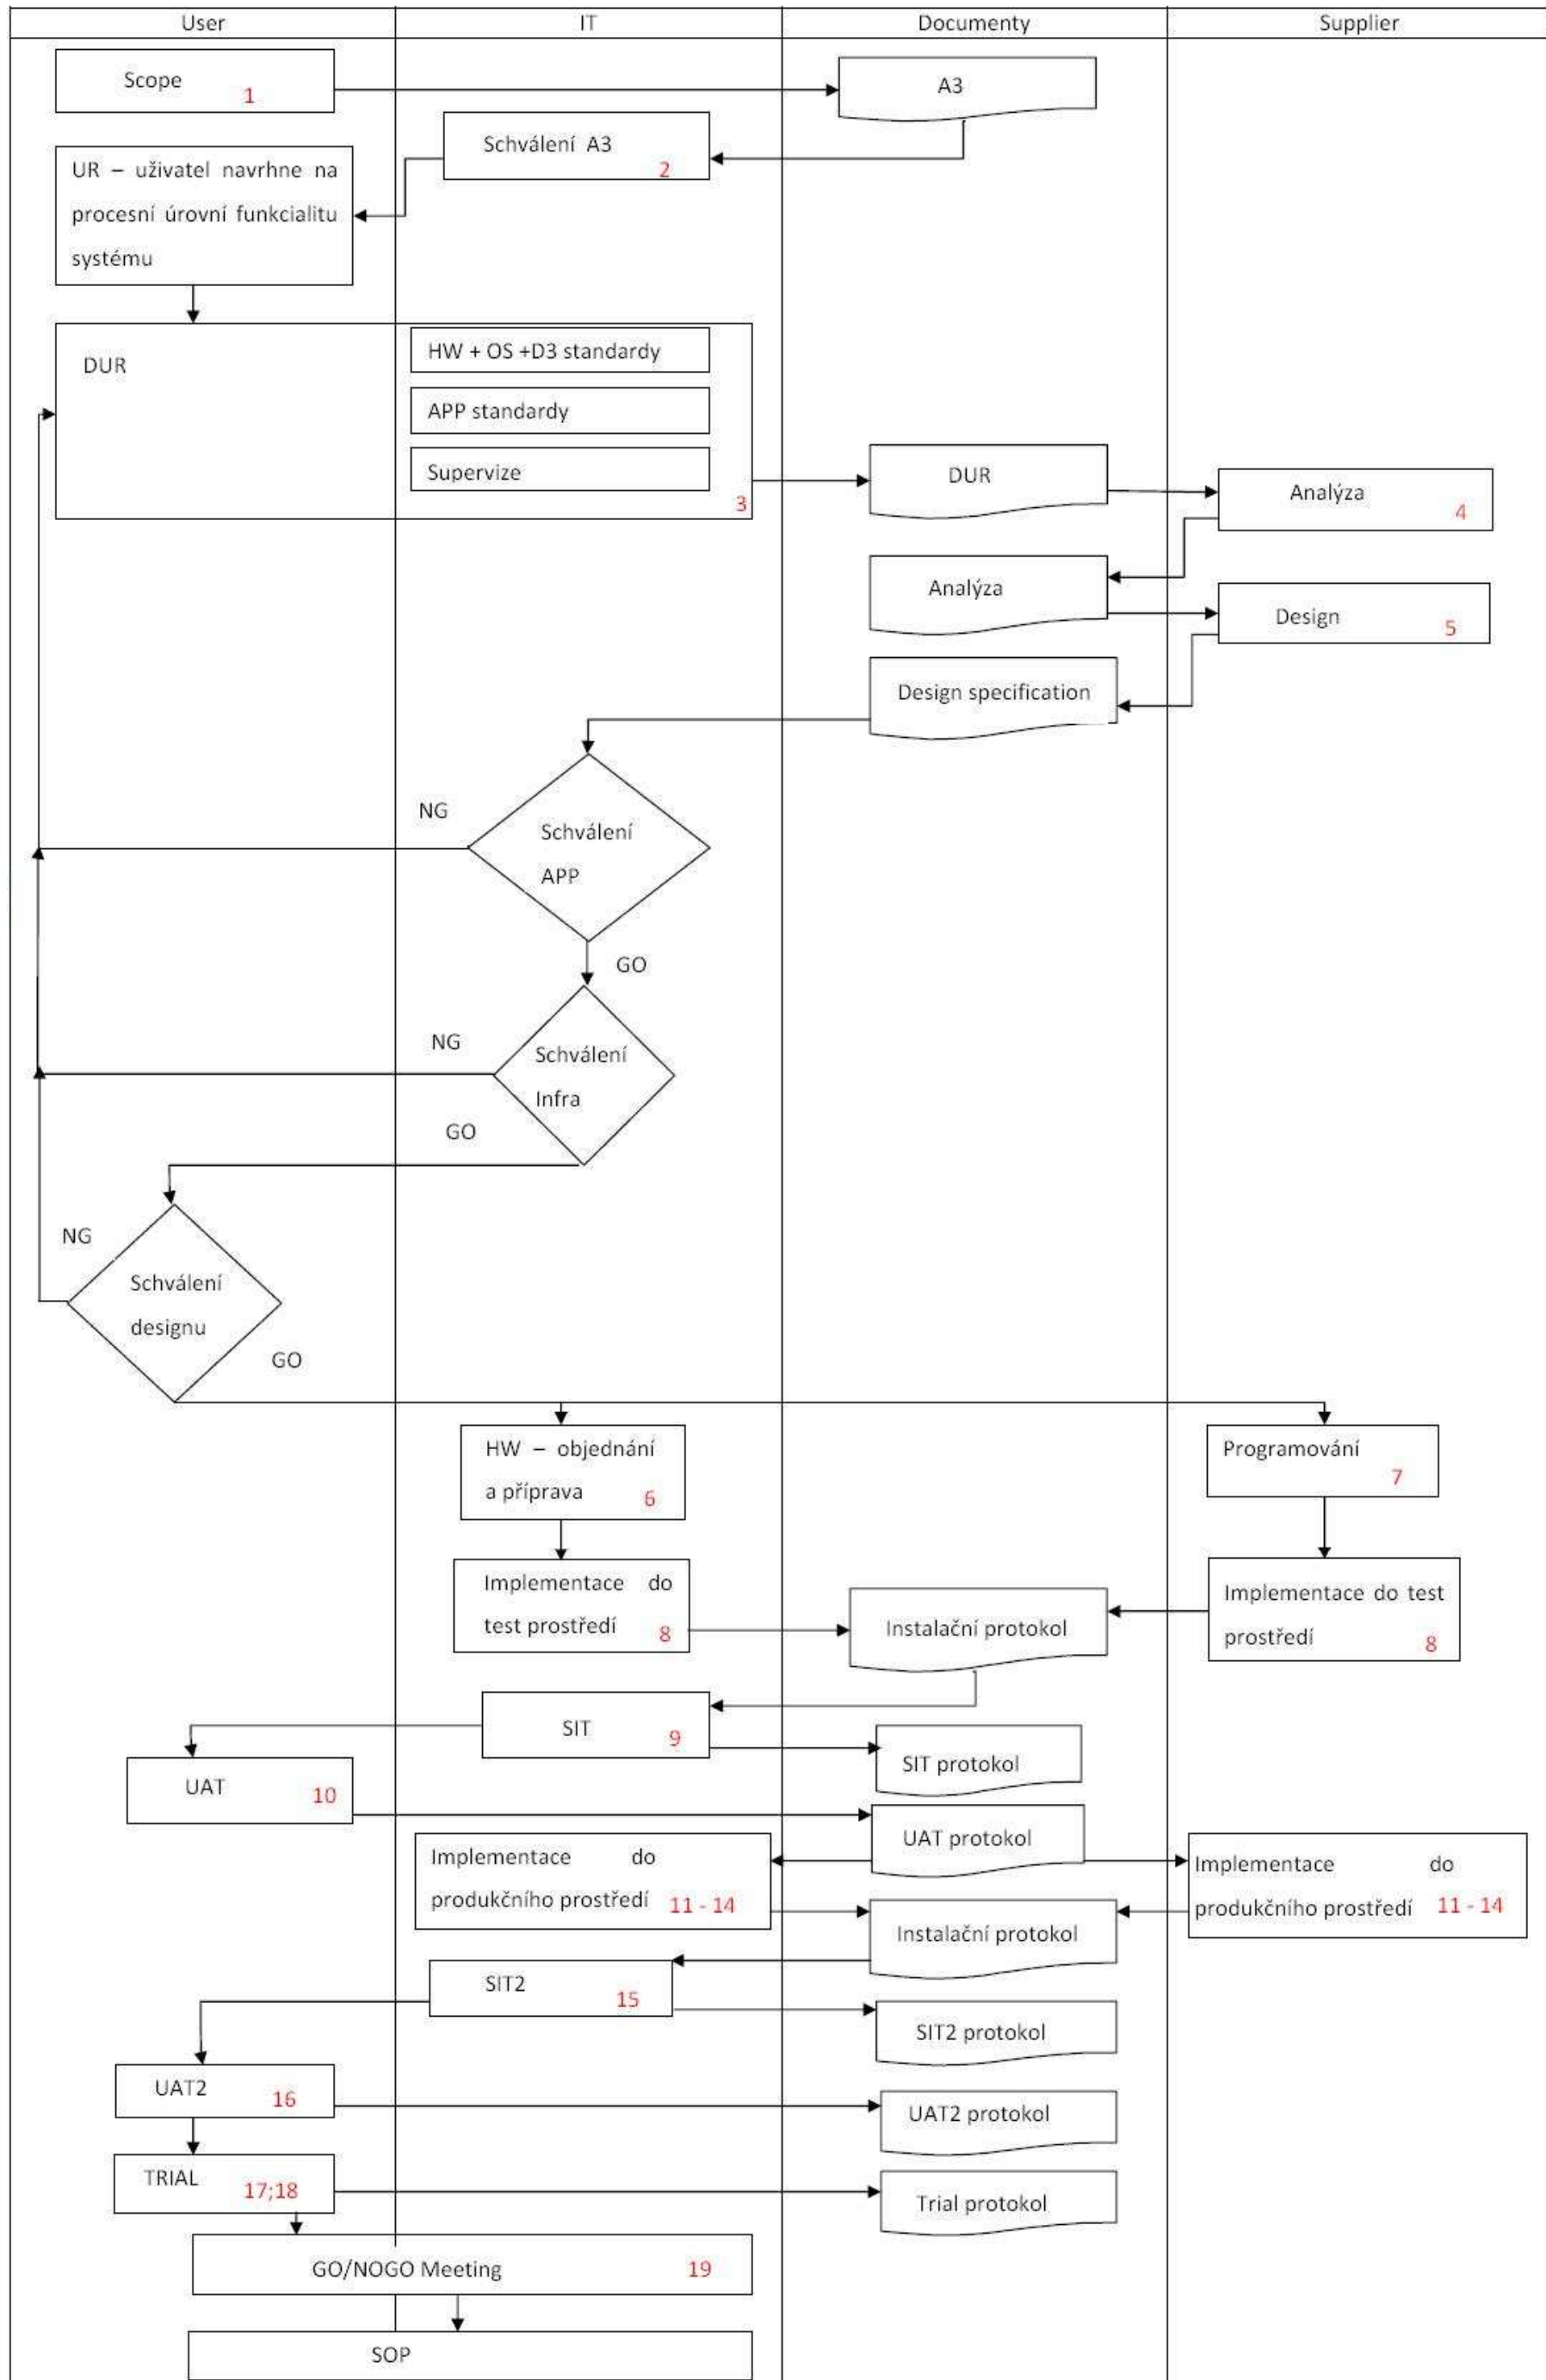 User IT Documenty Supplier
Scope 1
A3
Schválení A3
2
UR – uživatel navrhne na
procesní úrovní funkcialitu
systému
DUR
HW + OS +D3 standardy
APP standardy
Supervize
3
DUR
Analýza
4
Analýza
Design
5
Design specification
NG
Schválení
APP
GO
NG
Schválení
Infra
GO
NG
Schválení
designu
GO
HW – objednání
a příprava 6
Programování
7
Implementace do
test prostředí 8
Instalační protokol
Implementace do test
prostředí 8
SIT 9
SIT protokol
UAT 10
UAT protokol
Implementace do
produkčního prostředí 11 - 14
Implementace do
produkčního prostředí 11 - 14
Instalační protokol
SIT2 15
SIT2 protokol
UAT2 16
UAT2 protokol
TRIAL 17;18
Trial protokol
GO/NOGO Meeting 19
SOP